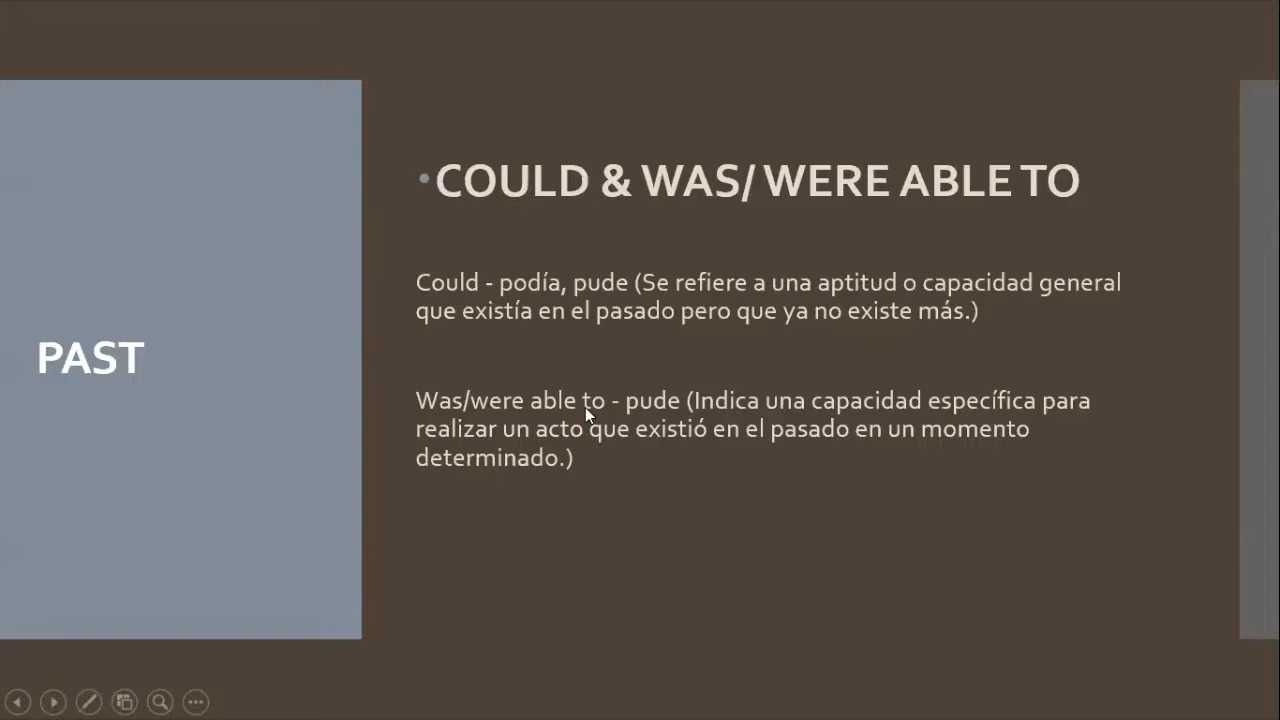 PAST
COULD & WAS/ WERE ABLE TO
Could - podía, pude (Se refiere a una aptitud o capacidad general
que existía en el pasado pero que ya no existe más.)
Was/were able to - pude (Indica una capacidad específica para
realizar un acto que existió en el pasado en un momento
determinado.)